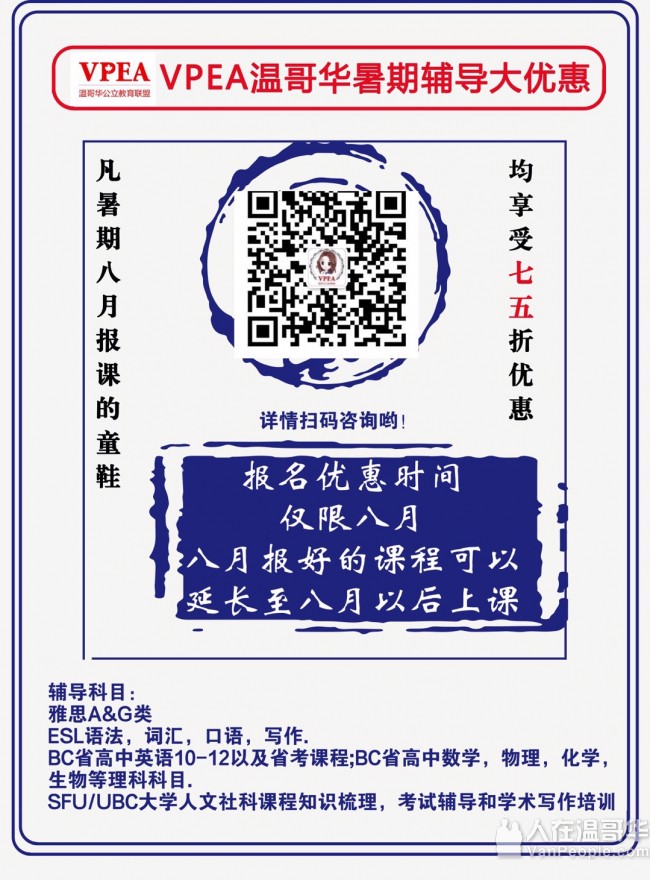 VPEA
温哥华公立教育联盟
VPEA温哥华暑期辅导大优惠
凡暑期八月报课的童鞋
均享受七五折优惠
VPEA
详情扫码咨询哟!
报名优惠时间
仅限八月
八月报好的课程可以
延长至八月以后上课
辅导科目:
雅思A&G类
ESL语法，词汇，口语，写作.
BC省高中英语10-12以及省考课程;BC省高中数学，物理，化学，
生物等理科科目.
SFU/UBC大学人文社科课程知识梳理，考试辅导和学术写作培训
人在温哥华
VanPeople.com